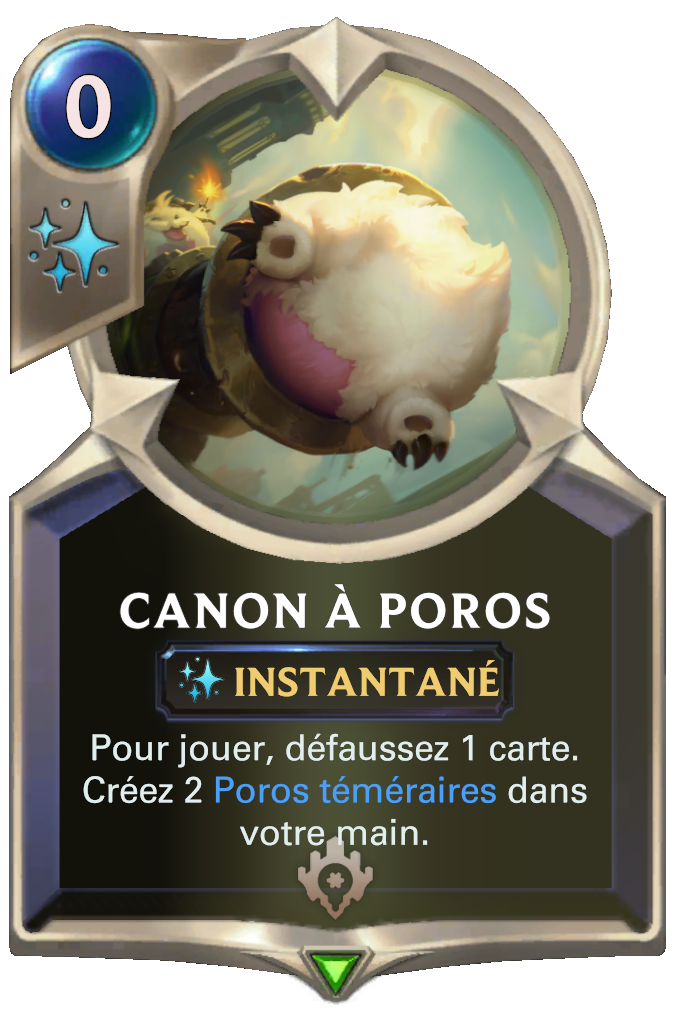 0
CANON À POROS
INSTANTANÉ
Pour jouer, défaussez 1 carte.
Créez 2 Poros téméraires dans
votre main.